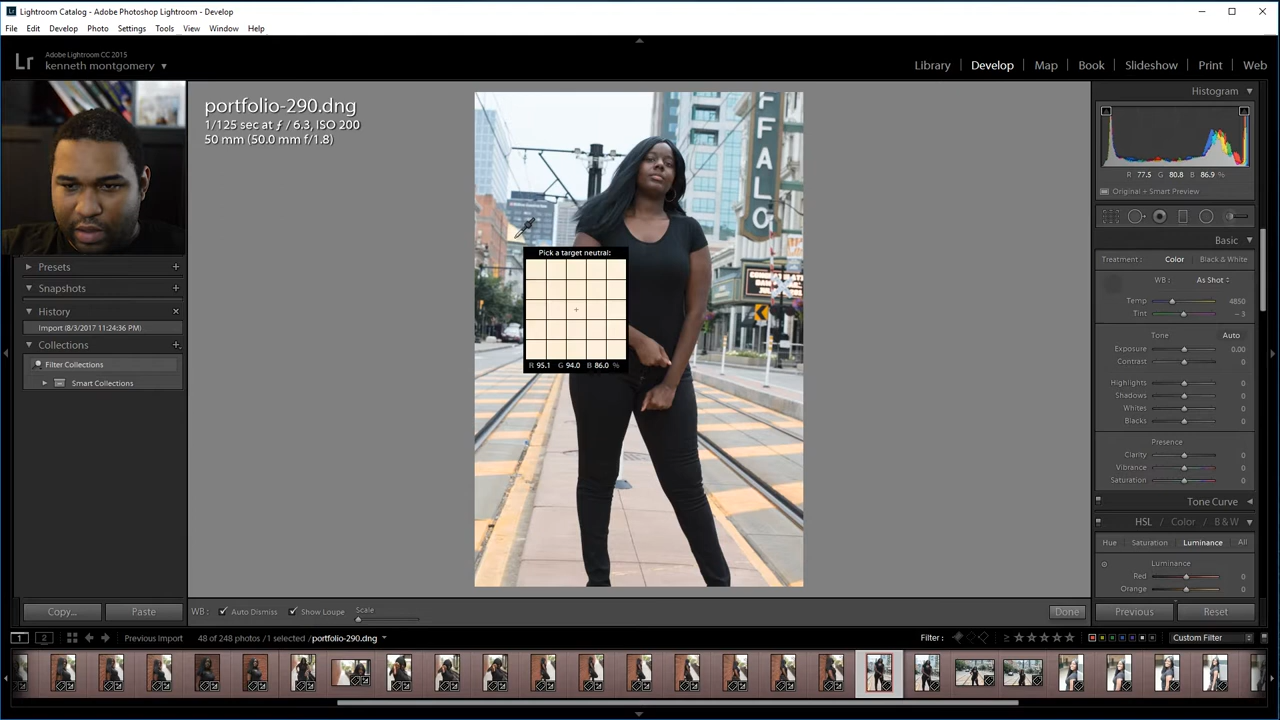 Lightroom Catalog - Adobe Photoshop Lightroom - Develop
File Edit Develop Photo Settings Tools View Window Help
Lr
Adobe Lightroom CC 2015
kenneth montgomery
Library Develop Map Book Slideshow Print Web
portfolio-290.dng
1/125 sec at ƒ / 6.3, ISO 200
50 mm (50.0 mm f/1.8)
FFALO
Pick a target neutral:
R 95.1 G 94.0 B 86.0 %
Presets
Snapshots
History
Import (8/3/2017 11:24:36 PM)
Collections
Filter Collections
Smart Collections
Copy... Paste
Histogram
R 77.5 G 80.8 B 86.9 %
Original + Smart Preview
Basic
Treatment: Color Black & White
WB: As Shot
Temp 4850
Tint - 3
Tone Auto
Exposure 0.00
Contrast 0
Highlights 0
Shadows 0
Whites 0
Blacks 0
Presence
Clarity 0
Vibrance 0
Saturation 0
Tone Curve
HSL / Color / B & W
Hue Saturation Luminance All
Luminance
Red 0
Orange 0
WB: Auto Dismiss Show Loupe Scale
Done
Previous Reset
1 2 Previous Import 48 of 248 photos /1 selected /portfolio-290.dng
Filter : Custom Filter